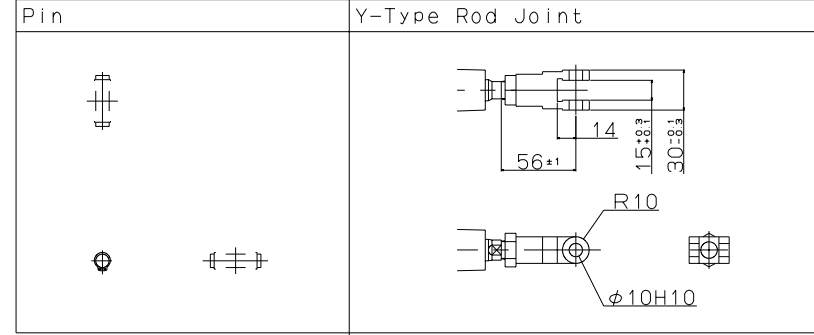 Pin
Y-Type Rod Joint
14
56±1
15+0.3 +0.1
30-0.1 -0.3
R10
φ10H10